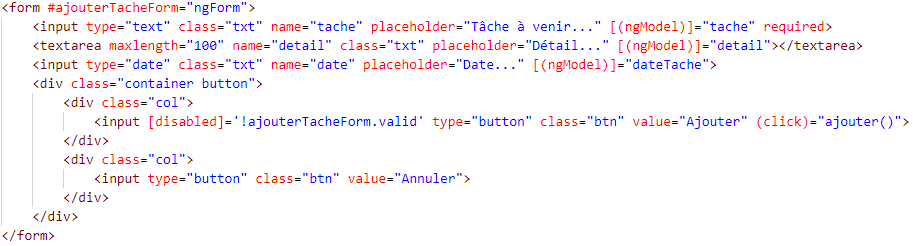 <form #ajouterTacheForm="ngForm">
<input type="text" class="txt" name="tache" placeholder="Tâche à venir..." [(ngModel)]="tache" required>
<textarea maxlength="100" name="detail" class="txt" placeholder="Détail..." [(ngModel)]="detail"></textarea>
<input type="date" class="txt" name="date" placeholder="Date..." [(ngModel)]="dateTache">
<div class="container button">
<div class="col">
<input [disabled]='!ajouterTacheForm.valid' type="button" class="btn" value="Ajouter" (click)="ajouter()">
</div>
<div class="col">
<input type="button" class="btn" value="Annuler">
</div>
</div>
</form>